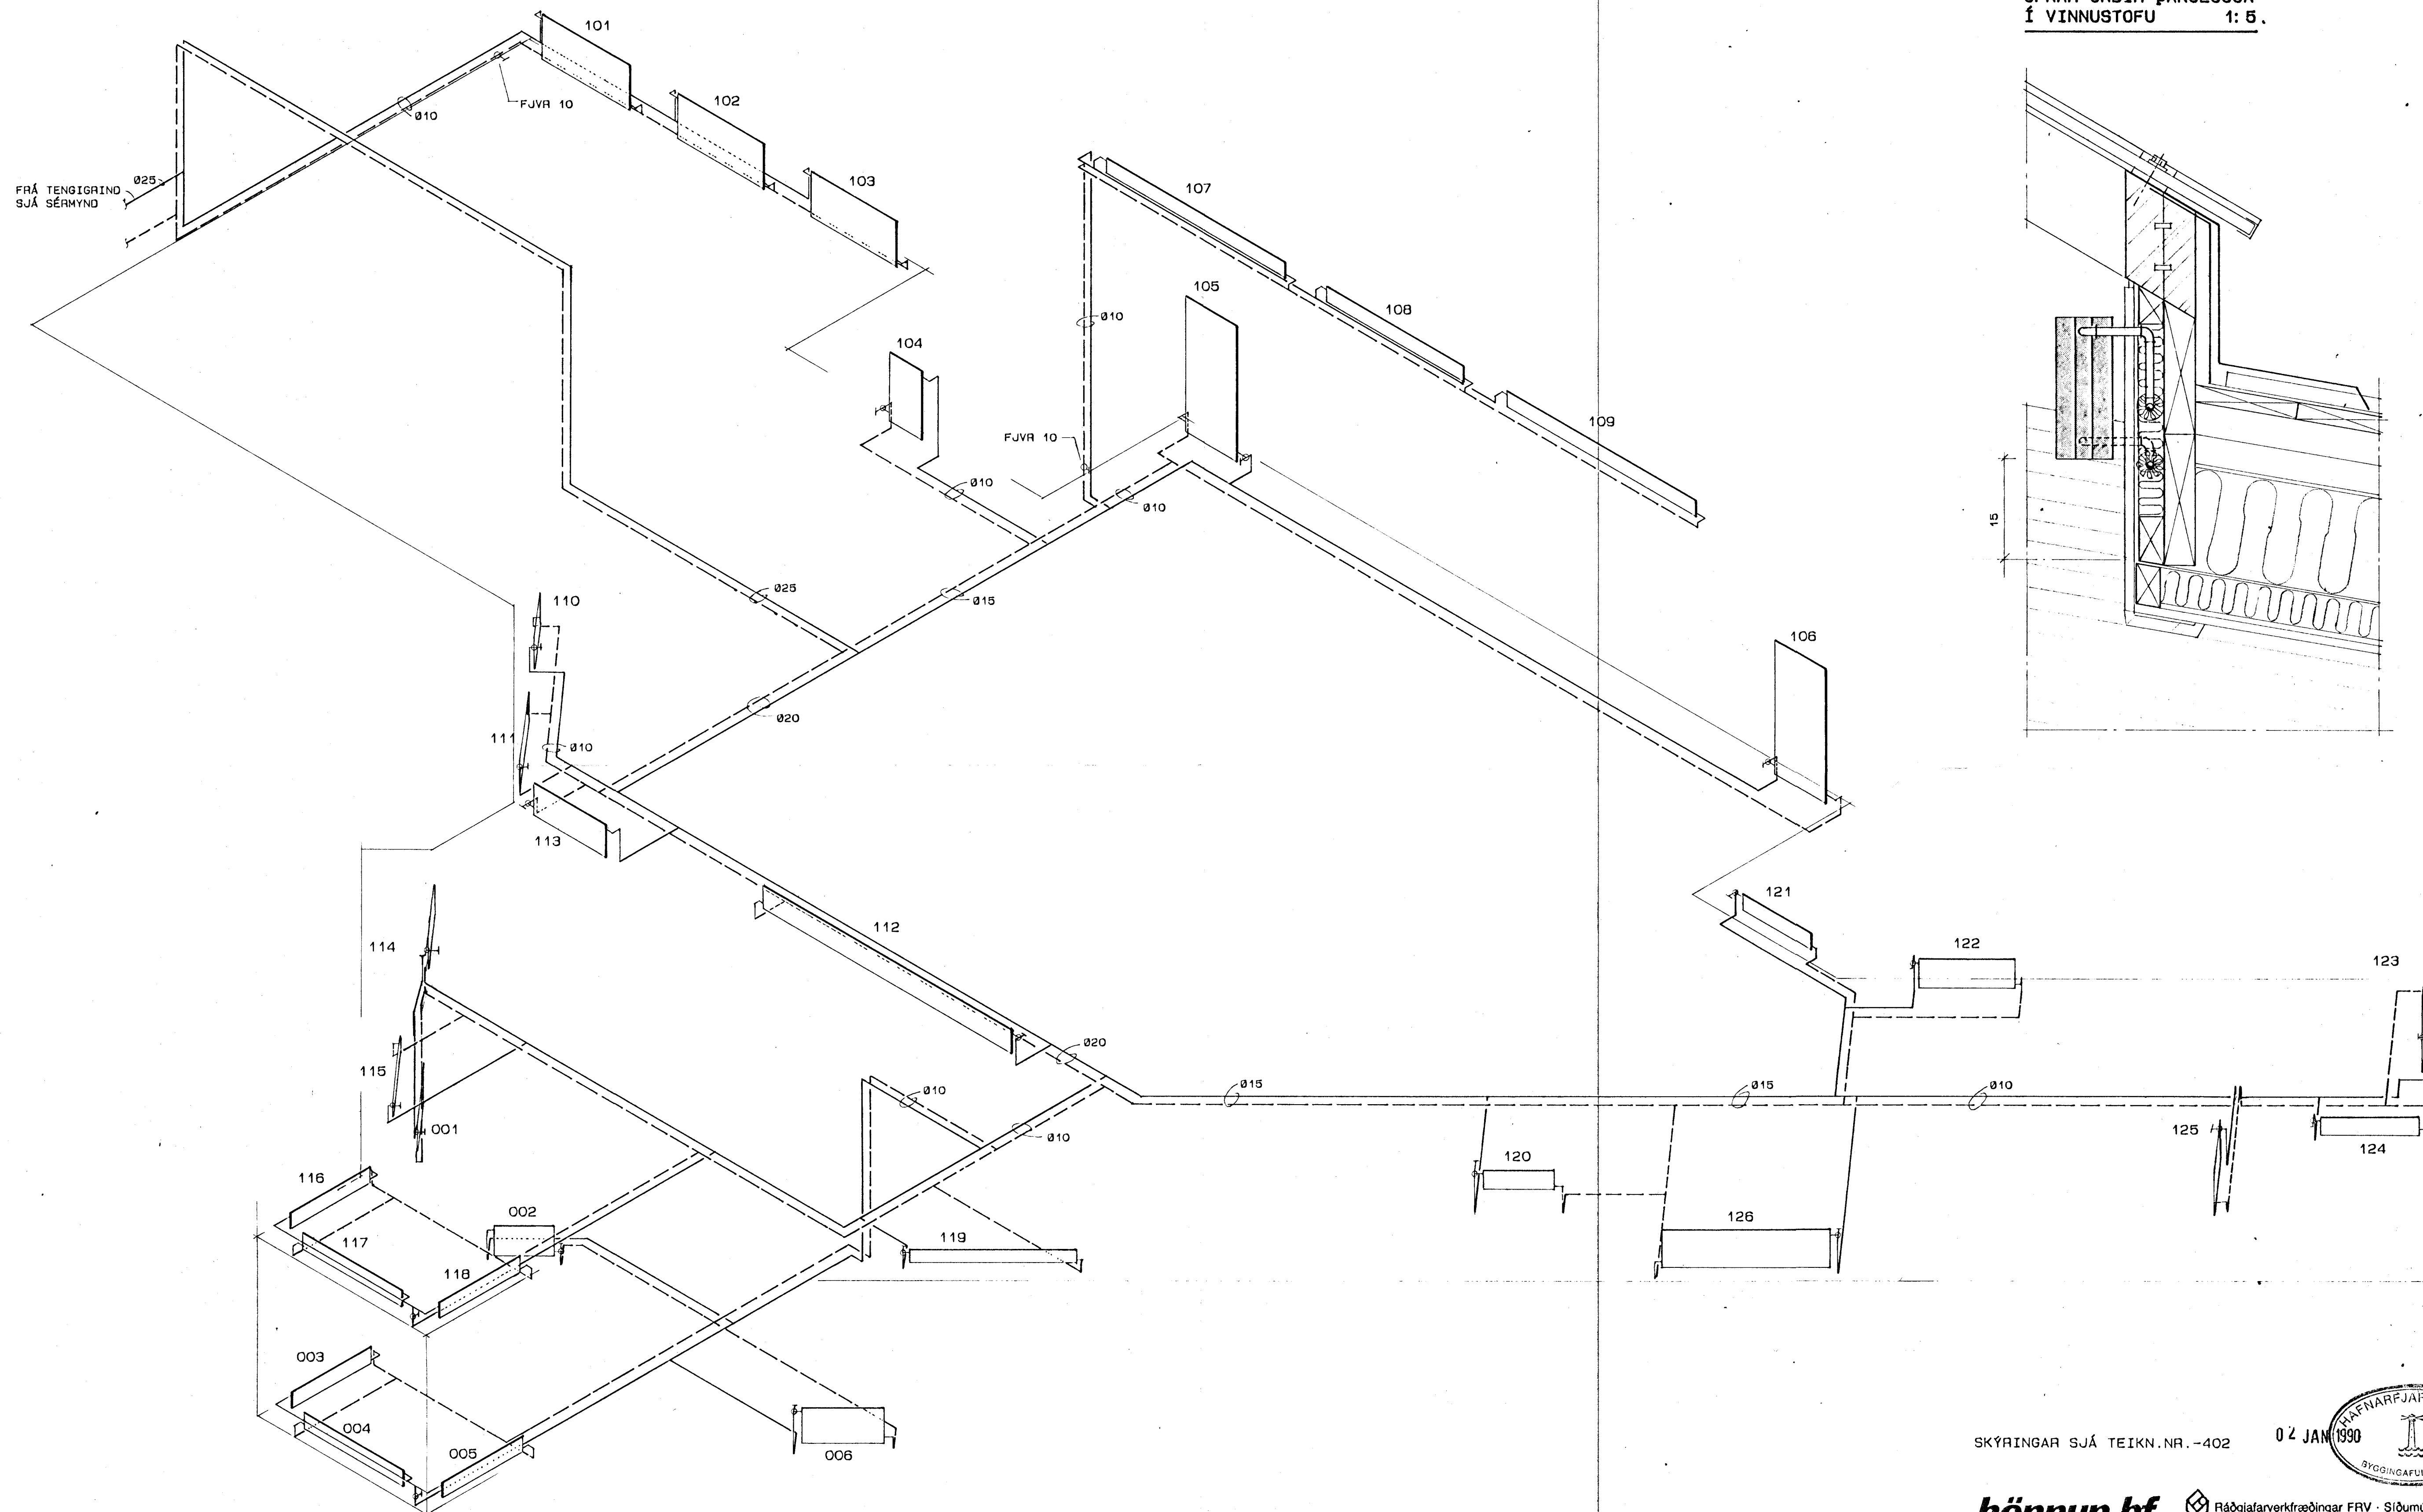 Í VINNUSTOFU 1:5.
101
102
103
FJVR 10
ø10
FRÁ TENGIGRIND
SJÁ SÉRMYND
ø25
107
108
109
105
104
ø10
FJVR 10
ø10
ø10
ø25
ø15
ø20
106
110
111
ø10
113
112
114
115
001
ø20
ø10
ø10
ø15
ø15
ø10
121
122
123
125
124
120
126
116
117
118
002
119
003
004
005
006
15
SKÝRINGAR SJÁ TEIKN.NR.-402
02 JAN 1990
hönnun hf
Ráðgjafarverkfræðingar FRV ·